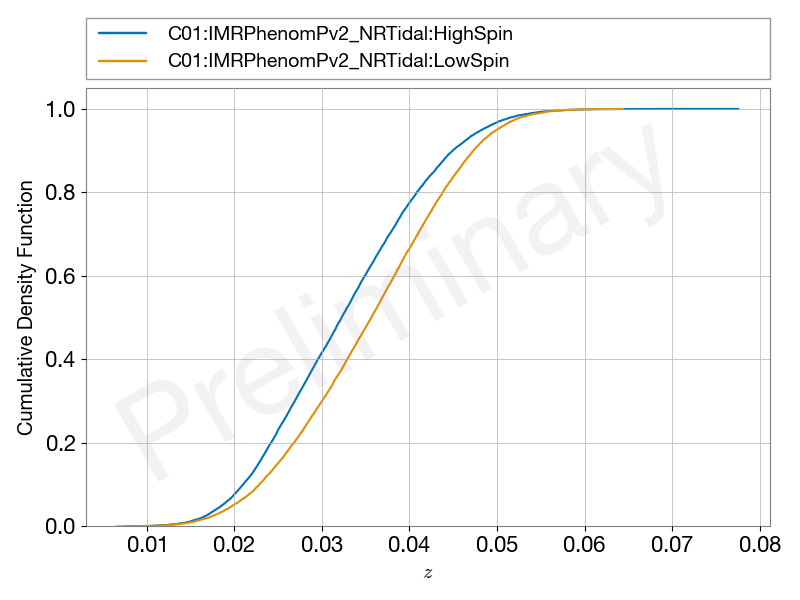 C01:IMRPhenomPv2_NRTidal:HighSpin
C01:IMRPhenomPv2_NRTidal:LowSpin
1.0
0.8
0.6
0.4
0.2
0.0
Cumulative Density Function
Preliminary
0.01 0.02 0.03 0.04 0.05 0.06 0.07 0.08
z